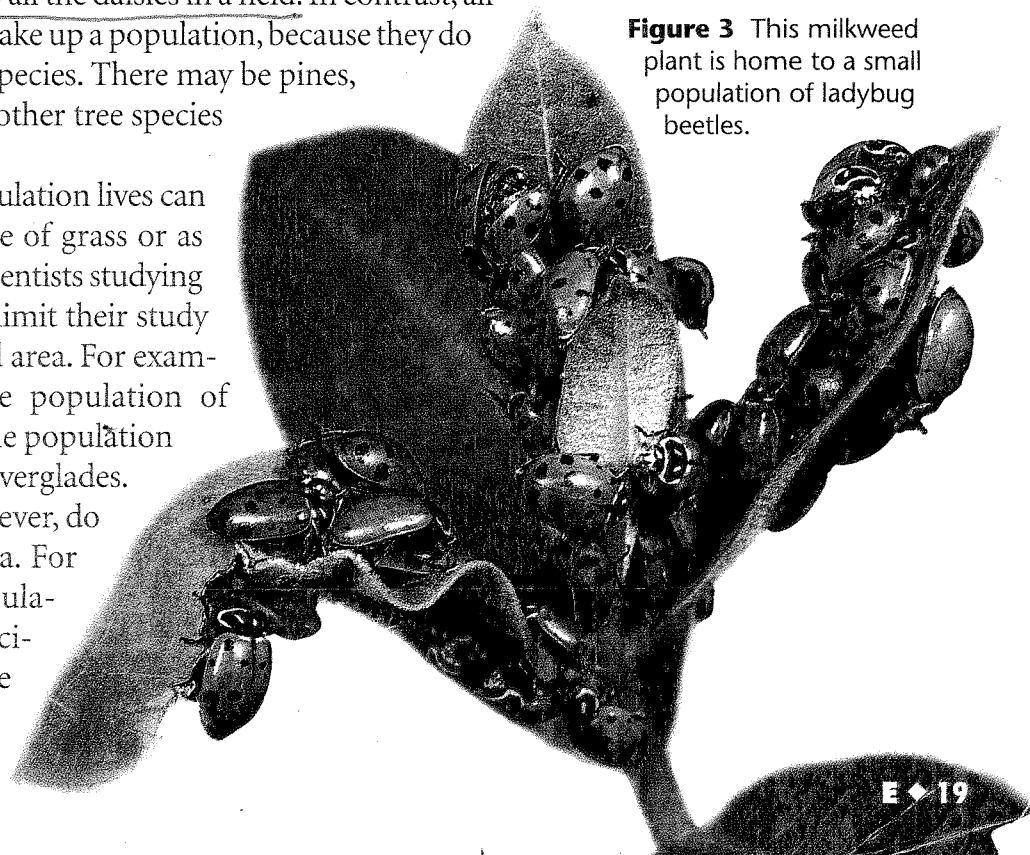 all the daisies in a field. In contrast, all
ake up a population, because they do
pecies. There may be pines,
other tree species
ulation lives can
e of grass or as
entists studying
imit their study
area. For exam-
e population of
e population
verglades.
ever, do
a. For
ula-
ci-
e
Figure 3 This milkweed
plant is home to a small
population of ladybug
beetles.
E ◆ 19